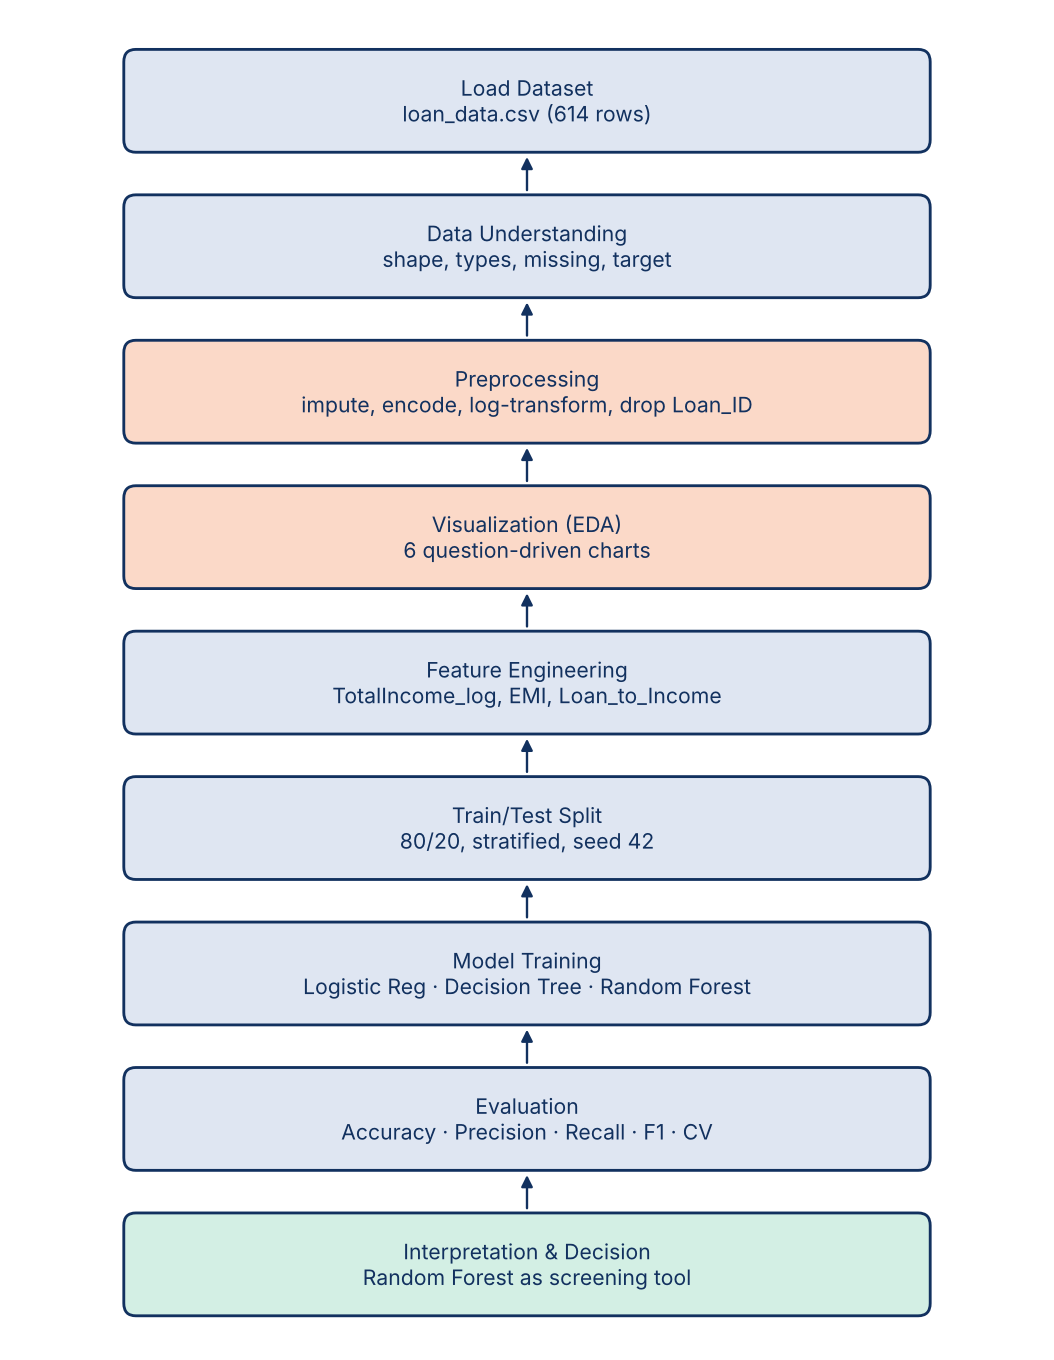 Load Dataset
loan_data.csv (614 rows)
Data Understanding
shape, types, missing, target
Preprocessing
impute, encode, log-transform, drop Loan_ID
Visualization (EDA)
6 question-driven charts
Feature Engineering
TotalIncome_log, EMI, Loan_to_Income
Train/Test Split
80/20, stratified, seed 42
Model Training
Logistic Reg · Decision Tree · Random Forest
Evaluation
Accuracy · Precision · Recall · F1 · CV
Interpretation & Decision
Random Forest as screening tool